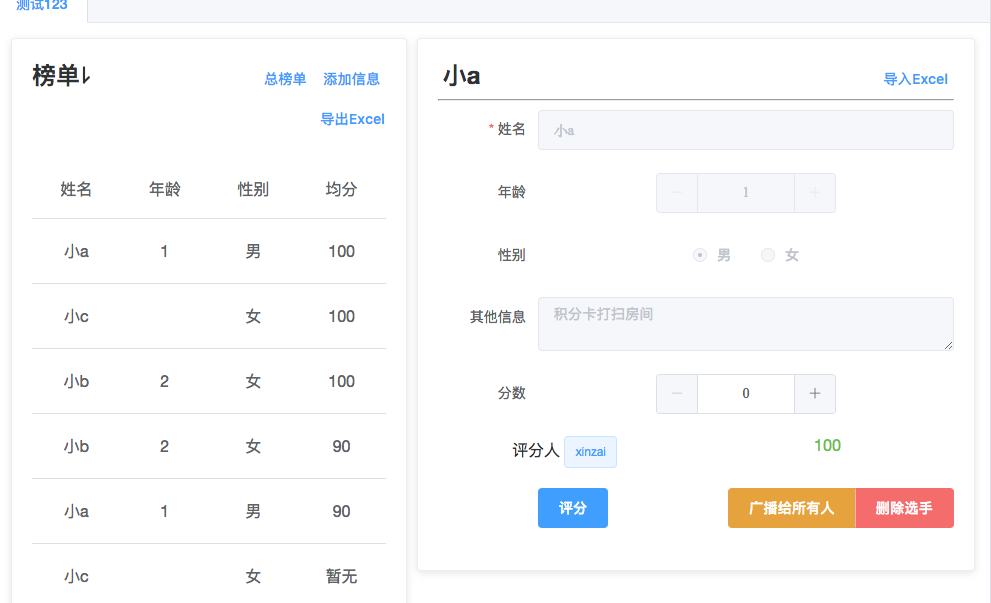 测试123
榜单
总榜单 添加信息
导出Excel
姓名 年龄 性别 均分
小a 1 男 100
小c 女 100
小b 2 女 100
小b 2 女 90
小a 1 男 90
小c 女 暂无
小a
导入Excel
* 姓名 小a
年龄 − 1 +
性别 男 女
其他信息 积分卡打扫房间
分数 − 0 +
评分人 xinzai 100
评分 广播给所有人 删除选手